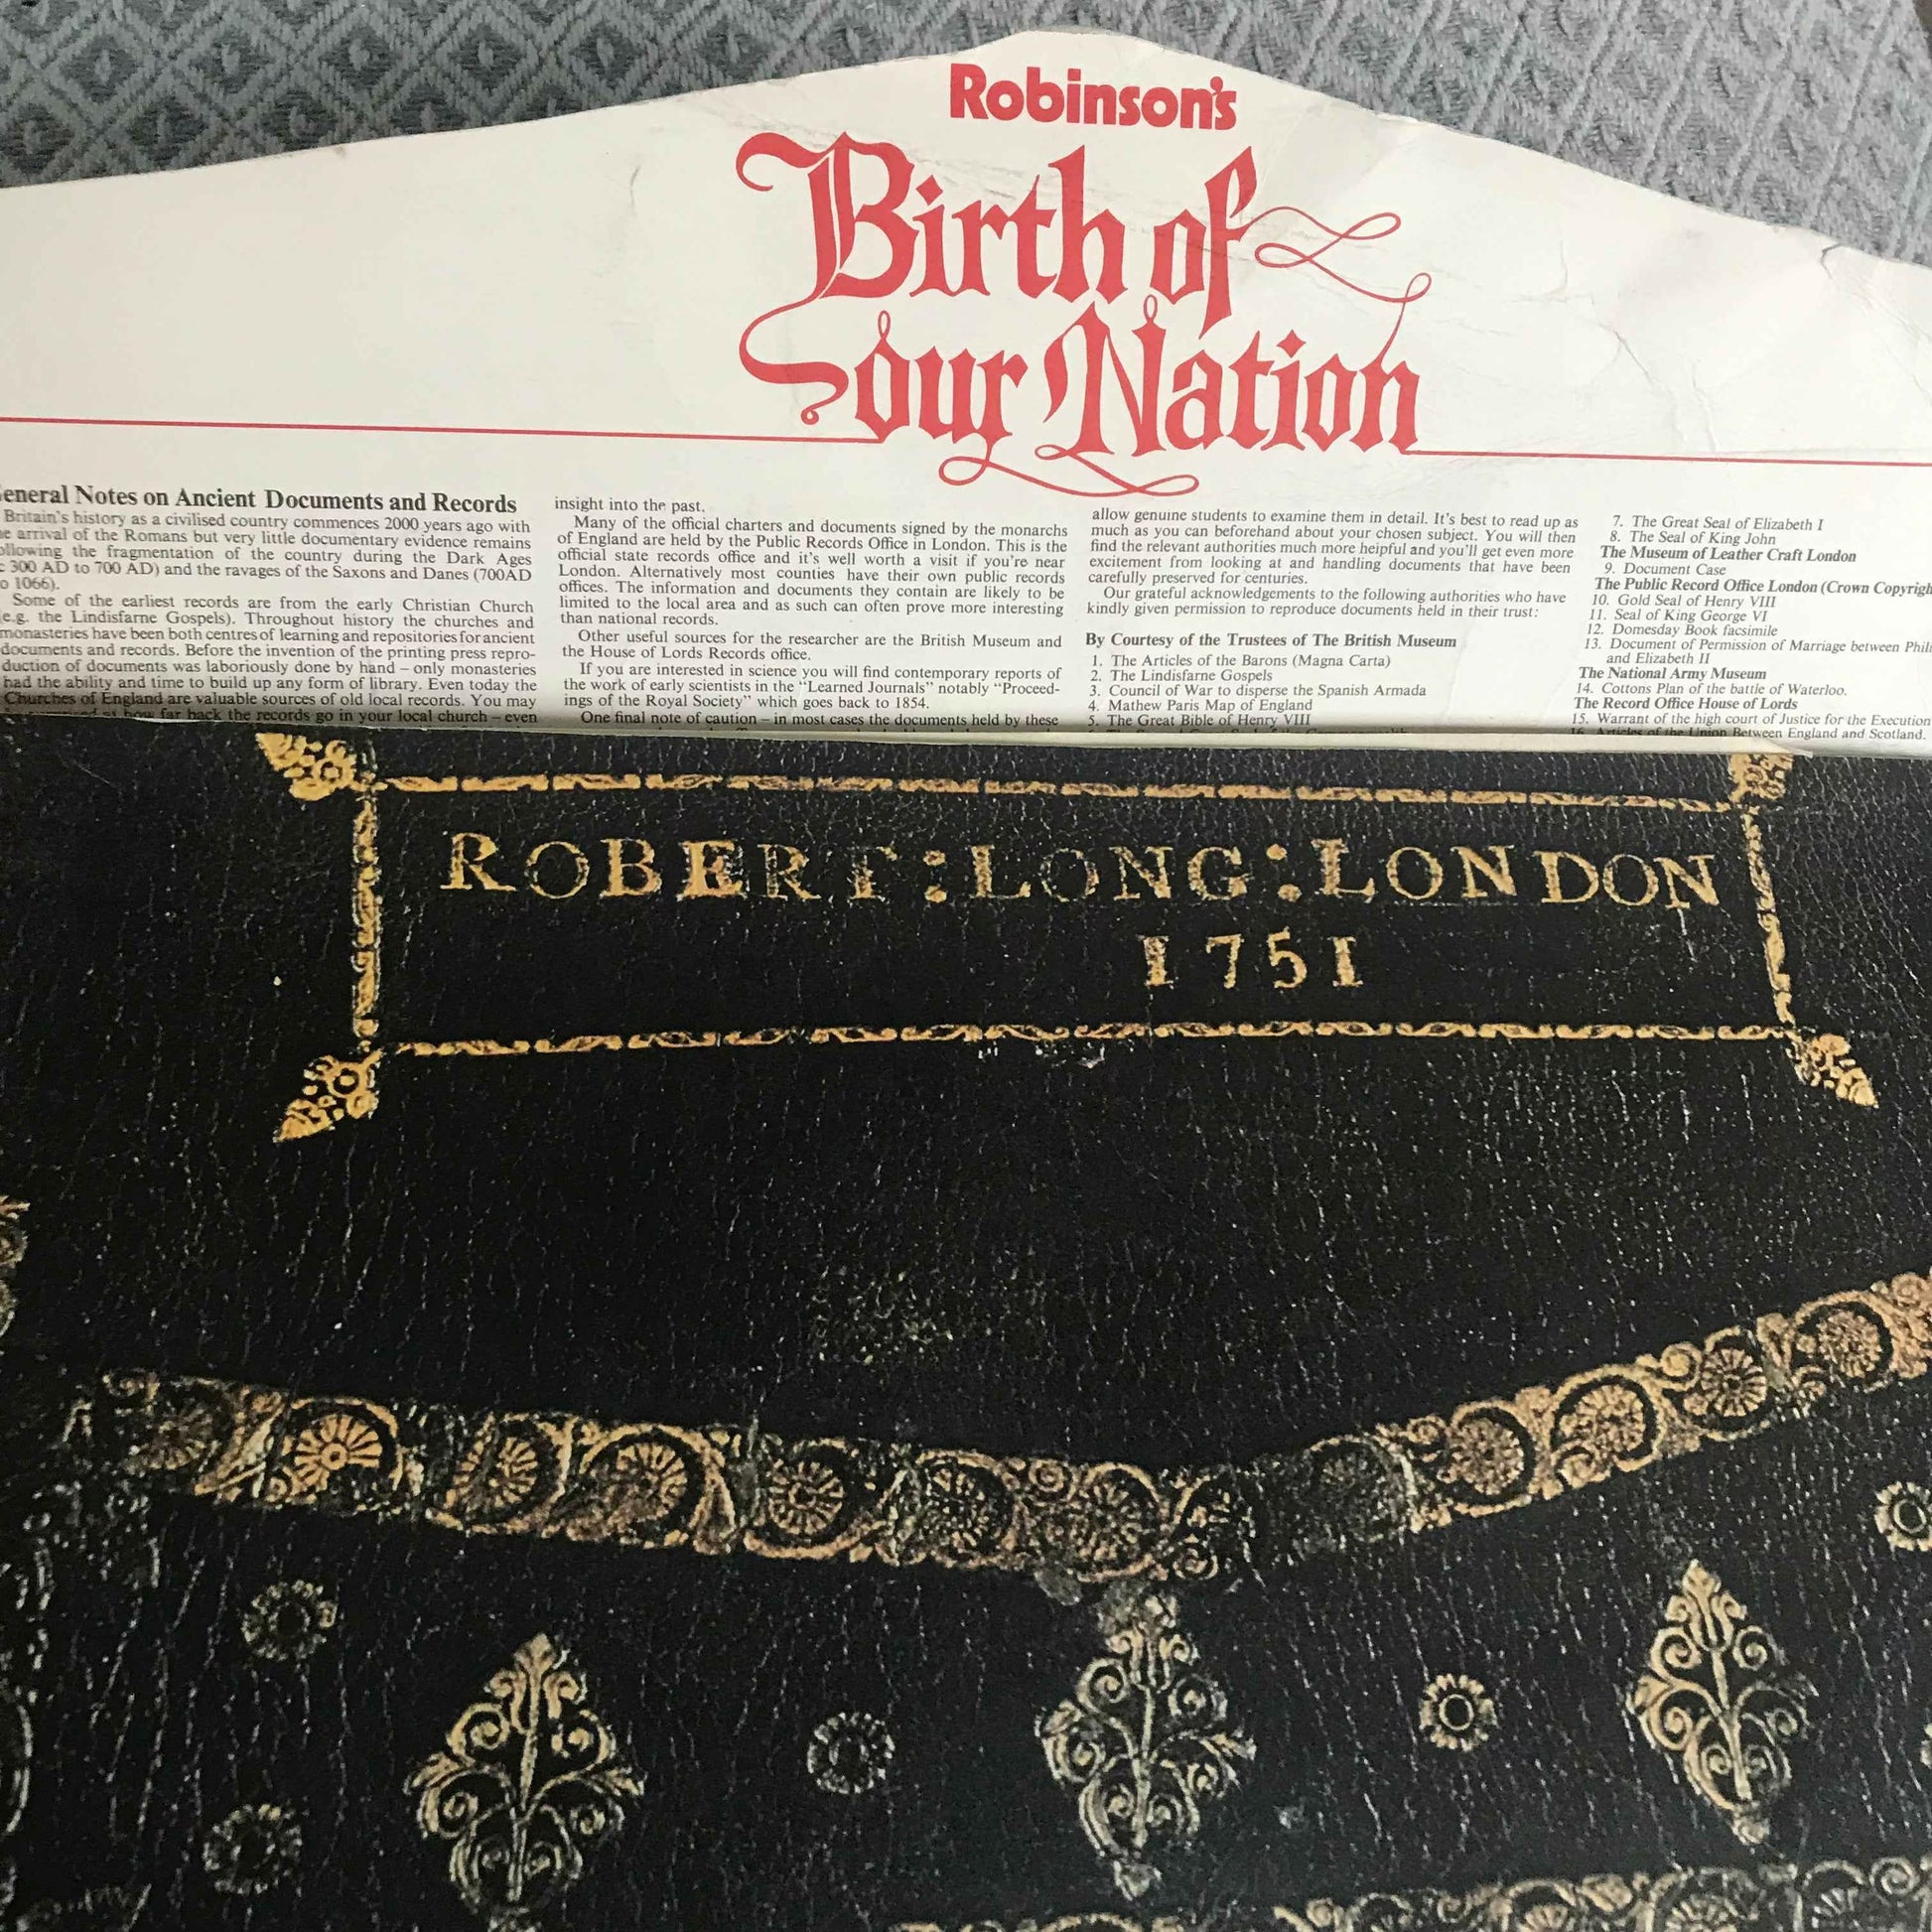 Robinson's
Birth of
our Nation
General Notes on Ancient Documents and Records
Britain's history as a civilised country commences 2000 years ago with
arrival of the Romans but very little documentary evidence remains
following the fragmentation of the country during the Dark Ages
300 AD to 700 AD) and the ravages of the Saxons and Danes (700AD
to 1066).
Some of the earliest records are from the early Christian Church
(e.g. the Lindisfarne Gospels). Throughout history the churches and
monasteries have been both centres of learning and repositories for ancient
documents and records. Before the invention of the printing press repro-
duction of documents was laboriously done by hand – only monasteries
had the ability and time to build up any form of library. Even today the
Churches of England are valuable sources of old local records. You may
how far back the records go in your local church – even
insight into the past.
Many of the official charters and documents signed by the monarchs
of England are held by the Public Records Office in London. This is the
official state records office and it's well worth a visit if you're near
London. Alternatively most counties have their own public records
offices. The information and documents they contain are likely to be
limited to the local area and as such can often prove more interesting
than national records.
Other useful sources for the researcher are the British Museum and
the House of Lords Records office.
If you are interested in science you will find contemporary reports of
the work of early scientists in the "Learned Journals" notably "Proceed-
ings of the Royal Society" which goes back to 1854.
One final note of caution – in most cases the documents held by these
allow genuine students to examine them in detail. It's best to read up as
much as you can beforehand about your chosen subject. You will then
find the relevant authorities much more heipful and you'll get even more
excitement from looking at and handling documents that have been
carefully preserved for centuries.
Our grateful acknowledgements to the following authorities who have
kindly given permission to reproduce documents held in their trust:
By Courtesy of the Trustees of The British Museum
1. The Articles of the Barons (Magna Carta)
2. The Lindisfarne Gospels
3. Council of War to disperse the Spanish Armada
4. Mathew Paris Map of England
5. The Great Bible of Henry VIII
7. The Great Seal of Elizabeth I
8. The Seal of King John
The Museum of Leather Craft London
9. Document Case
The Public Record Office London (Crown Copyright
10. Gold Seal of Henry VIII
11. Seal of King George VI
12. Domesday Book facsimile
13. Document of Permission of Marriage between Phil
and Elizabeth II
The National Army Museum
14. Cottons Plan of the battle of Waterloo.
The Record Office House of Lords
15. Warrant of the high court of Justice for the Execution
16. Articles of the Union Between England and Scotland.
ROBERT:LONG:LONDON
1751